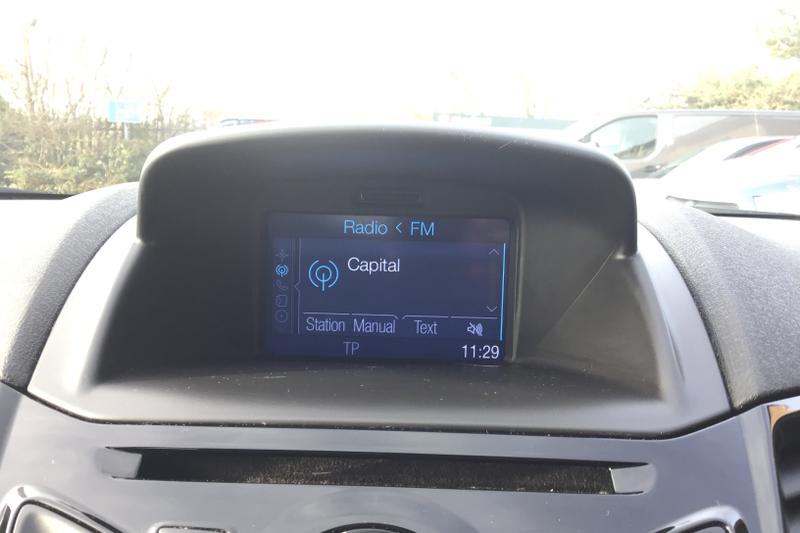 Radio < FM
Capital
Station Manual Text
TP 11:29